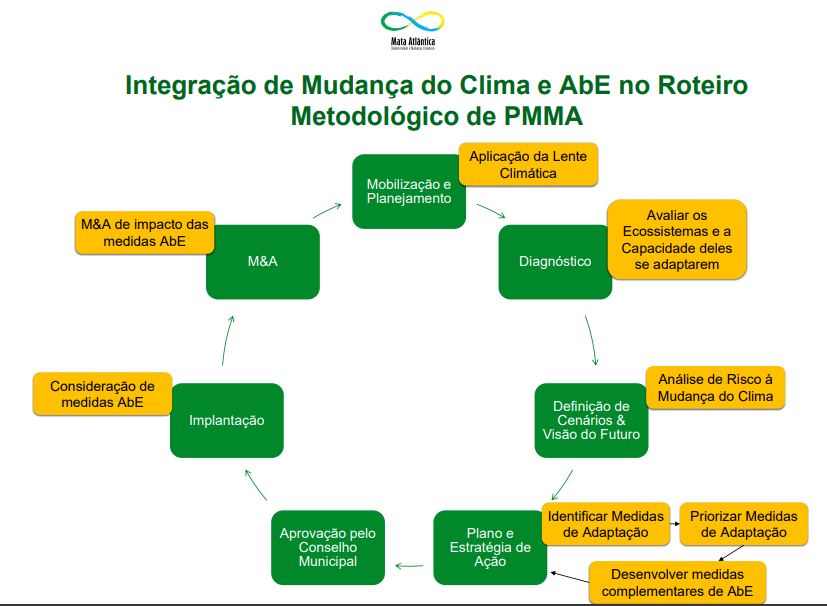 Mata Atlântica
Integração de Mudança do Clima e AbE no Roteiro
Metodológico de PMMA
Mobilização e
Planejamento
Aplicação da Lente
Climática
Diagnóstico
Avaliar os
Ecossistemas e a
Capacidade deles
se adaptarem
Definição de
Cenários &
Visão do Futuro
Análise de Risco à
Mudança do Clima
Plano e
Estratégia de
Ação
Identificar Medidas
de Adaptação
Priorizar Medidas
de Adaptação
Desenvolver medidas
complementares de AbE
Aprovação pelo
Conselho
Municipal
Implantação
Consideração de
medidas AbE
M&A
M&A de impacto das
medidas AbE